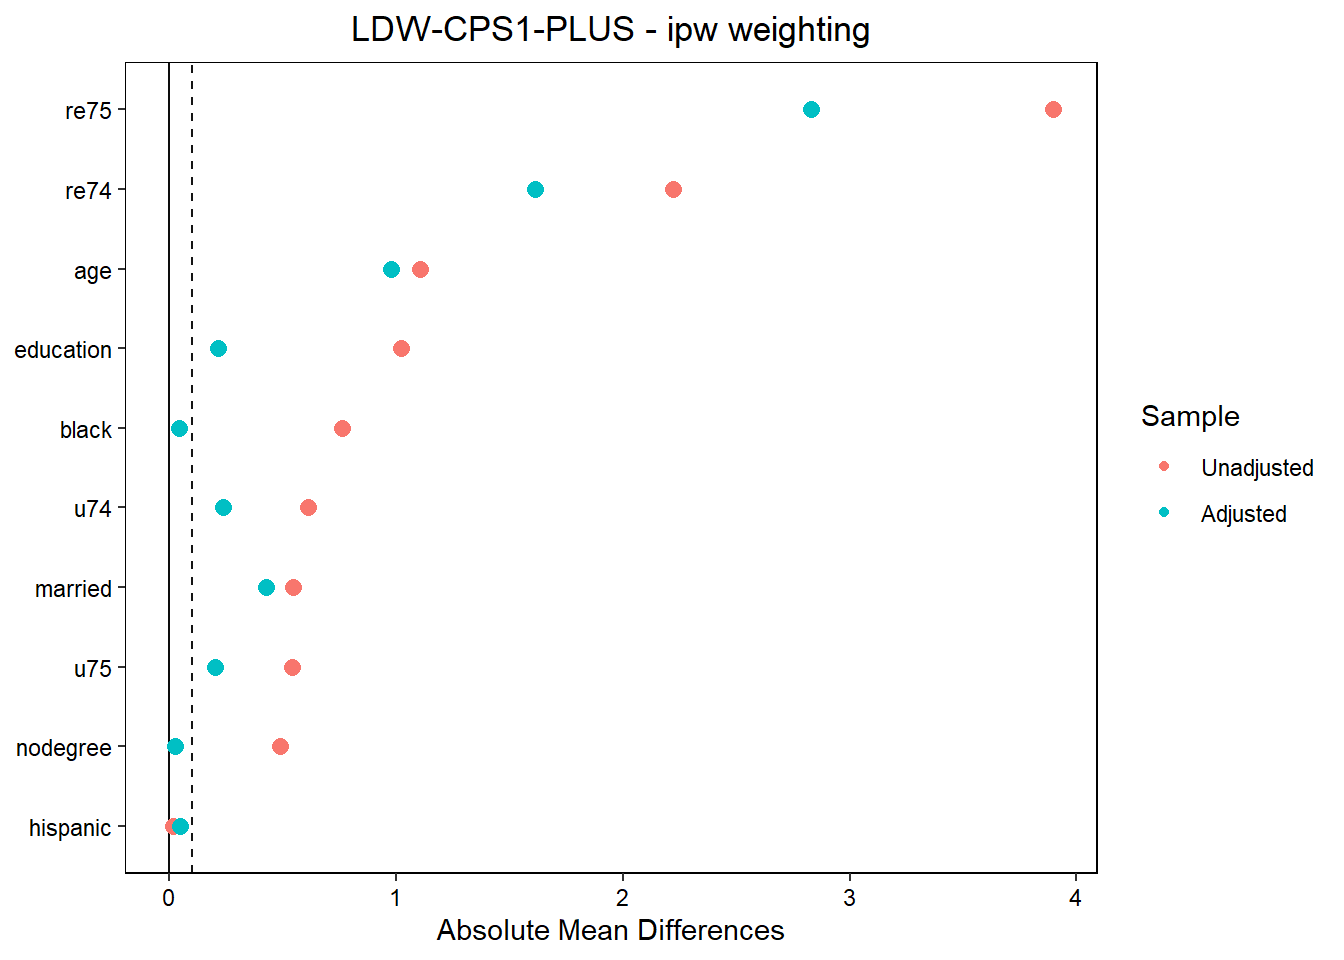 LDW-CPS1-PLUS - ipw weighting
re75
re74
age
education
black
u74
married
u75
nodegree
hispanic
0 1 2 3 4
Absolute Mean Differences
Sample
Unadjusted
Adjusted